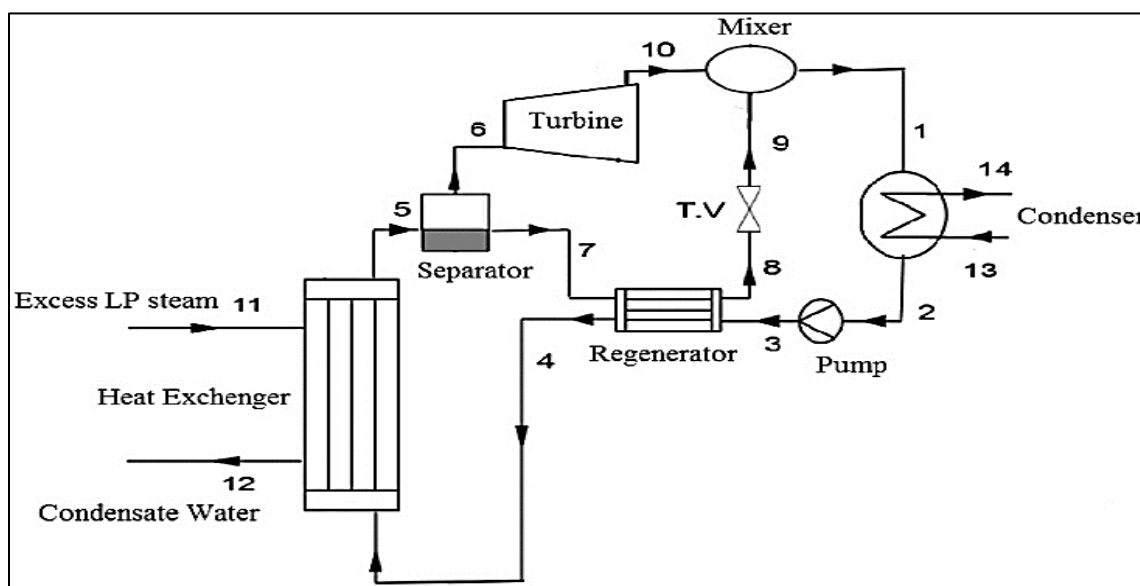 Mixer
10
Turbine
6
9
1
14
5
T.V
Condenser
13
Separator
7
8
2
Excess LP steam
11
Regenerator
3
Pump
4
Heat Exchenger
12
Condensate Water